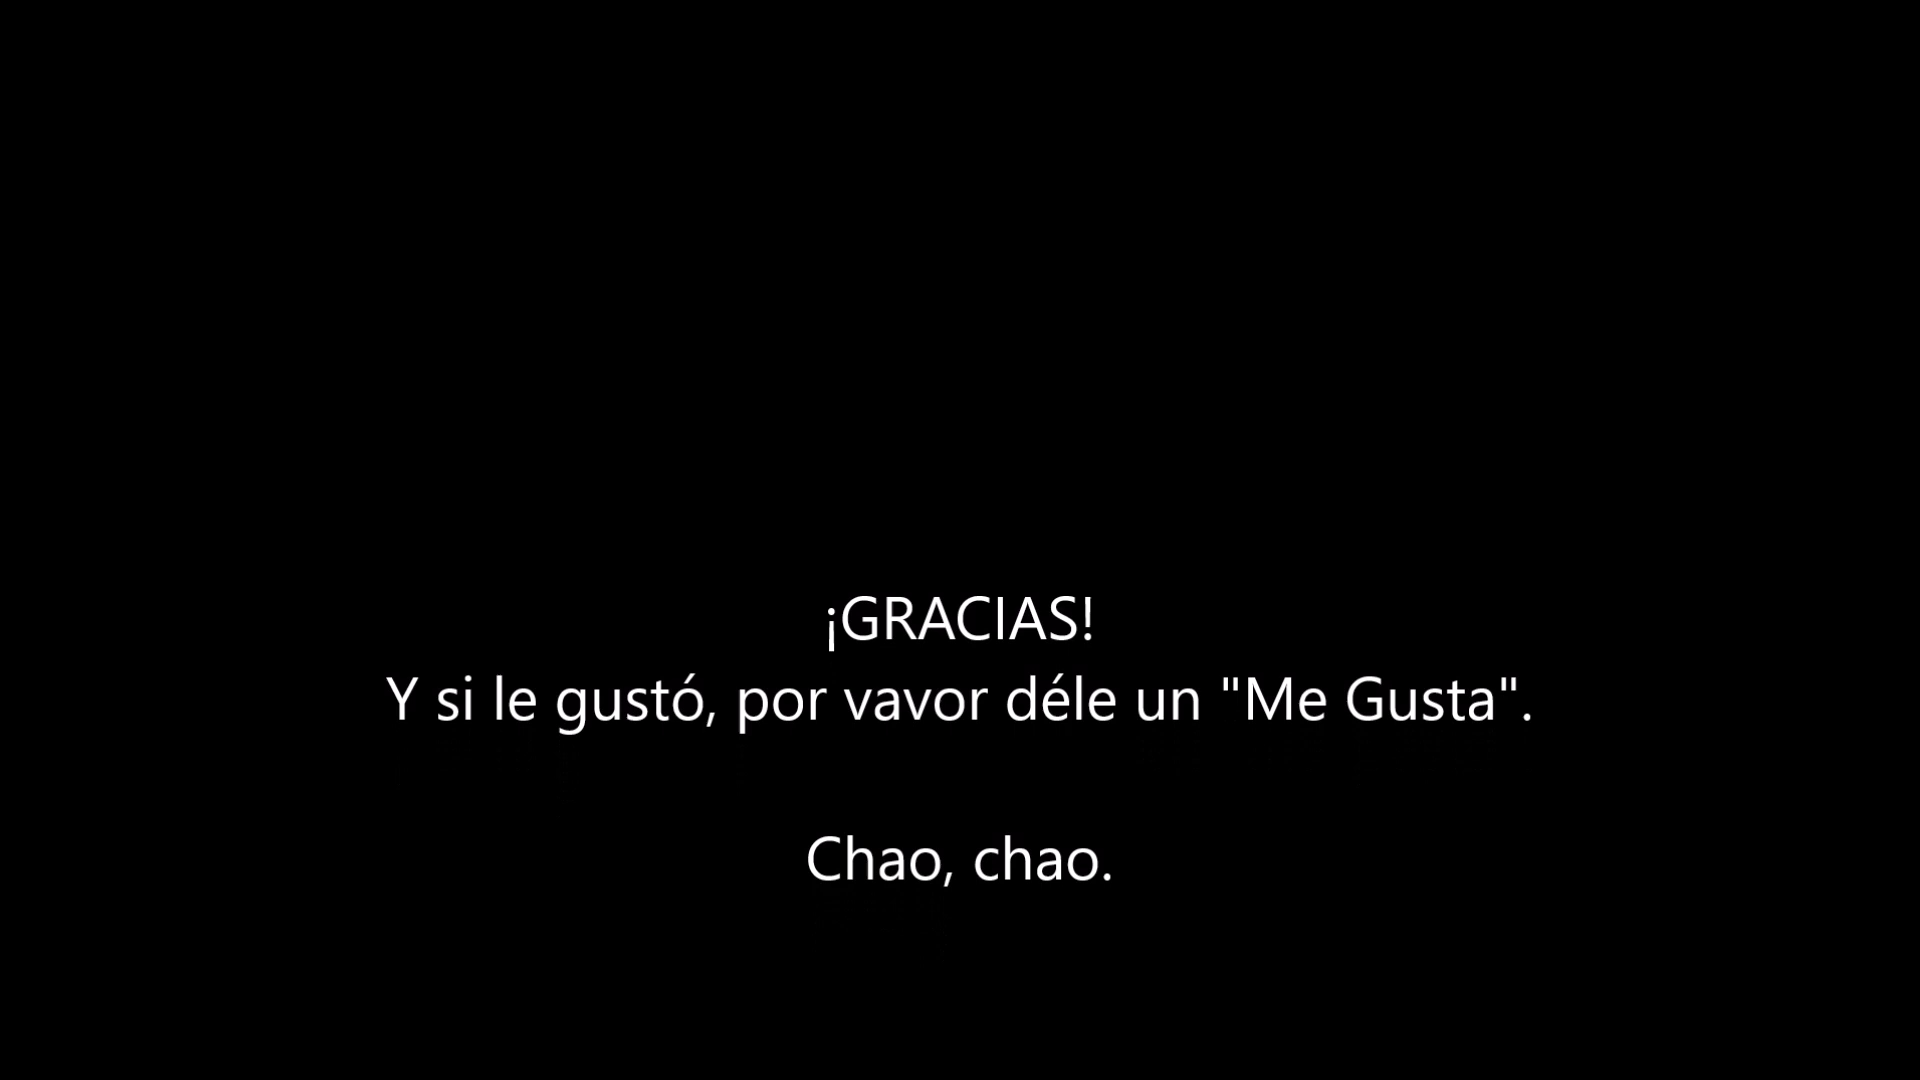 ¡GRACIAS!
Y si le gustó, por vavor déle un "Me Gusta".
Chao, chao.